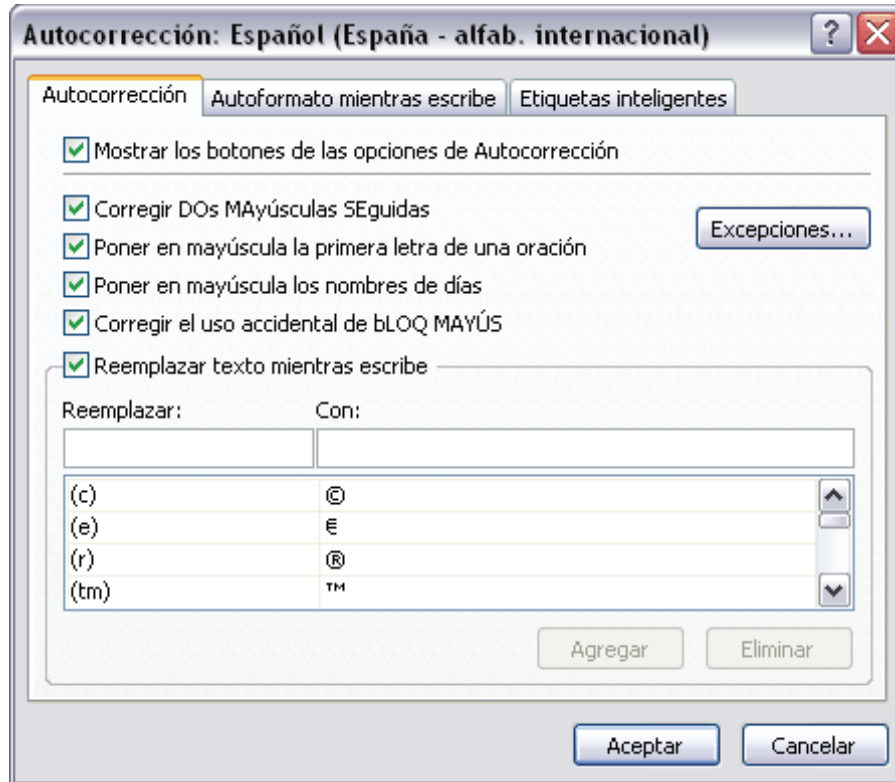 Autocorrección: Español (España - alfab. internacional)
Autocorrección Autoformato mientras escribe Etiquetas inteligentes
Mostrar los botones de las opciones de Autocorrección
Corregir DOs MAyúsculas SEguidas
Excepciones...
Poner en mayúscula la primera letra de una oración
Poner en mayúscula los nombres de días
Corregir el uso accidental de bLOQ MAYÚS
Reemplazar texto mientras escribe
Reemplazar: Con:
(c) ©
(e) €
(r) ®
(tm) ™
Agregar Eliminar
Aceptar Cancelar